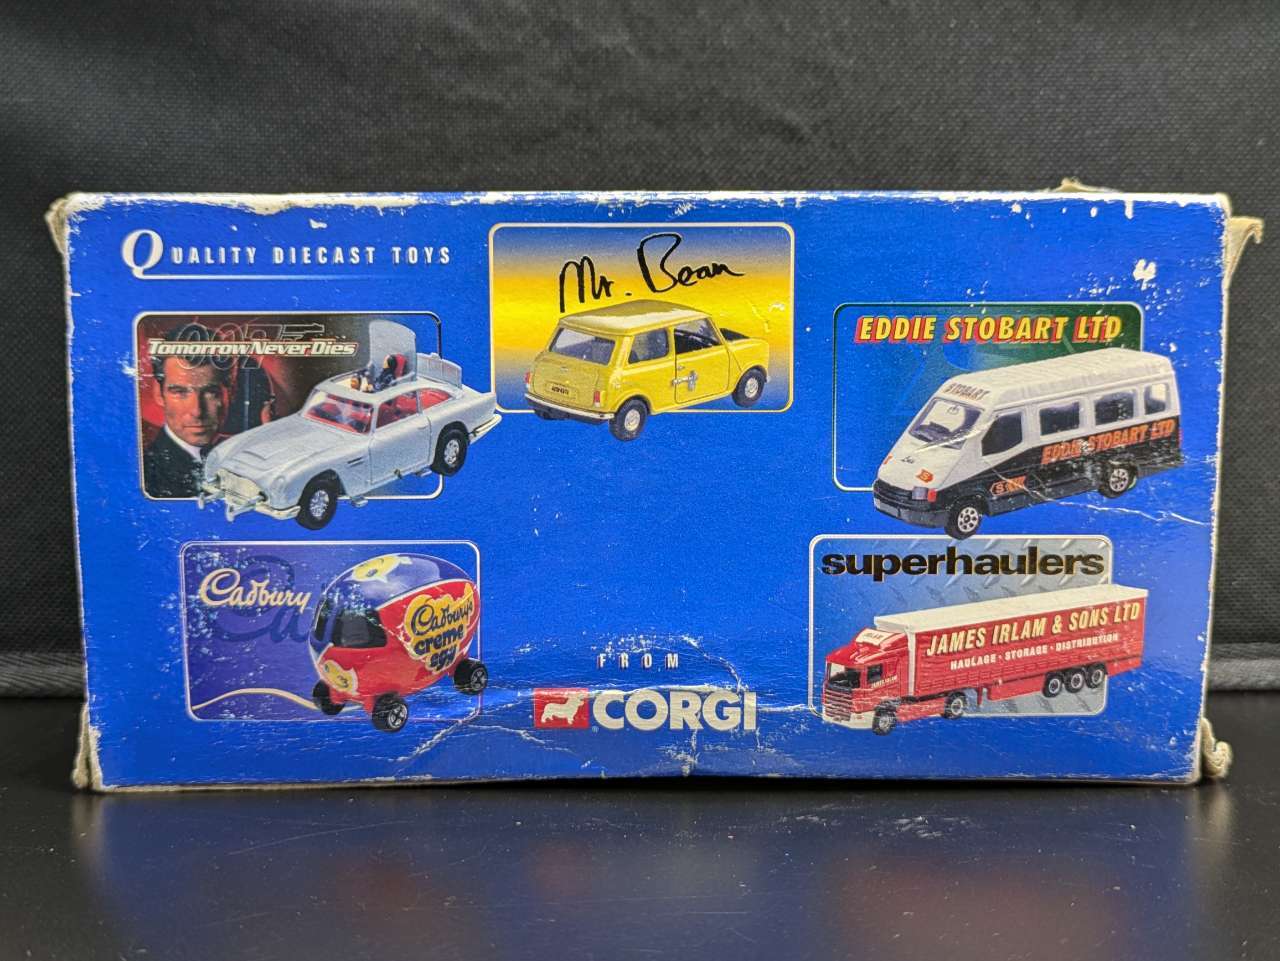 QUALITY DIECAST TOYS
007
Tomorrow Never Dies
Mr. Bean
EDDIE STOBART LTD
STOBART
EDDIE STOBART LTD
Cadbury
Cadbury's
creme
egg
superhaulers
JAMES IRLAM & SONS LTD
HAULAGE · STORAGE · DISTRIBUTION
FROM
CORGI